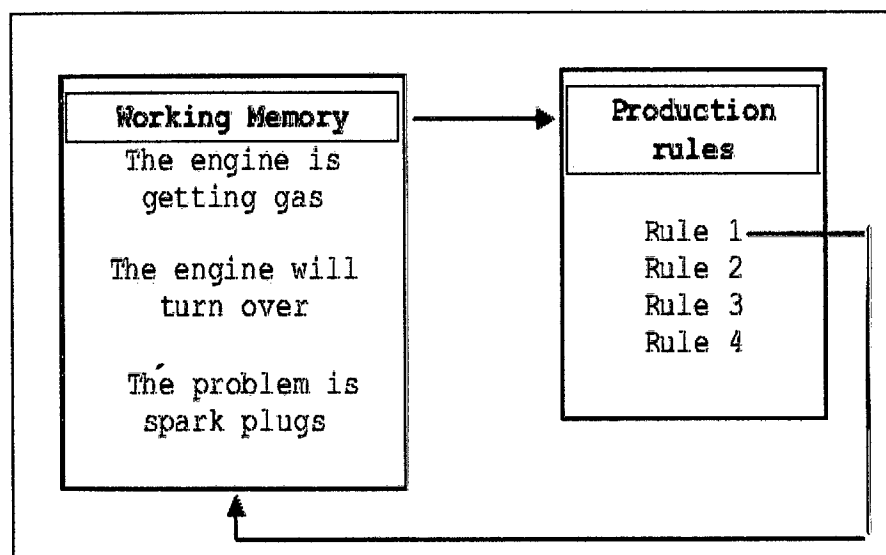 Working Memory
The engine is
getting gas
The engine will
turn over
The problem is
spark plugs
Production
rules
Rule 1
Rule 2
Rule 3
Rule 4